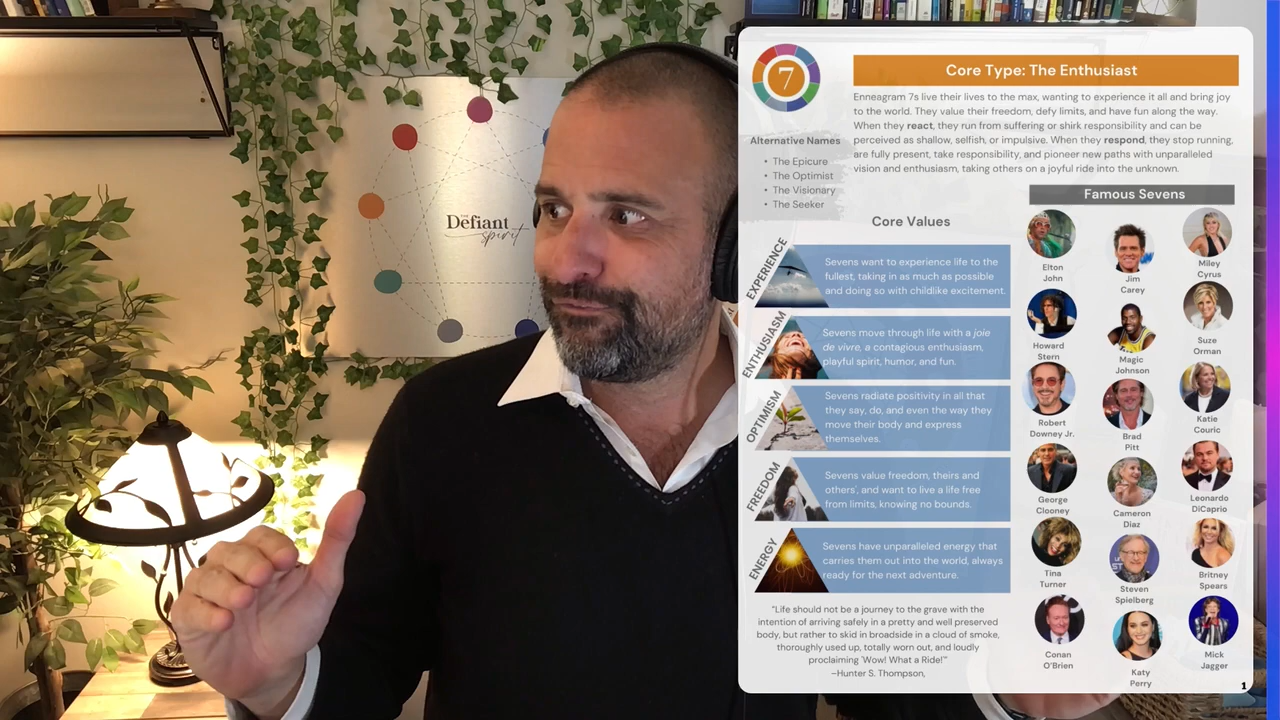 the
Defiant
spirit
7
Core Type: The Enthusiast
Enneagram 7s live their lives to the max, wanting to experience it all and bring joy
to the world. They value their freedom, defy limits, and have fun along the way.
When they react, they run from suffering or shirk responsibility and can be
perceived as shallow, selfish, or impulsive. When they respond, they stop running,
are fully present, take responsibility, and pioneer new paths with unparalleled
vision and enthusiasm, taking others on a joyful ride into the unknown.
Alternative Names
• The Epicure
• The Optimist
• The Visionary
• The Seeker
Core Values
EXPERIENCE
Sevens want to experience life to the
fullest, taking in as much as possible
and doing so with childlike excitement.
ENTHUSIASM
Sevens move through life with a joie
de vivre, a contagious enthusiasm,
playful spirit, humor, and fun.
OPTIMISM
Sevens radiate positivity in all that
they say, do, and even the way they
move their body and express
themselves.
FREEDOM
Sevens value freedom, theirs and
others', and want to live a life free
from limits, knowing no bounds.
ENERGY
Sevens have unparalleled energy that
carries them out into the world, always
ready for the next adventure.
"Life should not be a journey to the grave with the
intention of arriving safely in a pretty and well preserved
body, but rather to skid in broadside in a cloud of smoke,
thoroughly used up, totally worn out, and loudly
proclaiming 'Wow! What a Ride!'"
–Hunter S. Thompson,
Famous Sevens
Elton
John
Jim
Carey
Miley
Cyrus
Howard
Stern
Magic
Johnson
Suze
Orman
Robert
Downey Jr.
Brad
Pitt
Katie
Couric
George
Clooney
Cameron
Diaz
Leonardo
DiCaprio
Tina
Turner
Steven
Spielberg
Britney
Spears
Conan
O'Brien
Katy
Perry
Mick
Jagger
1